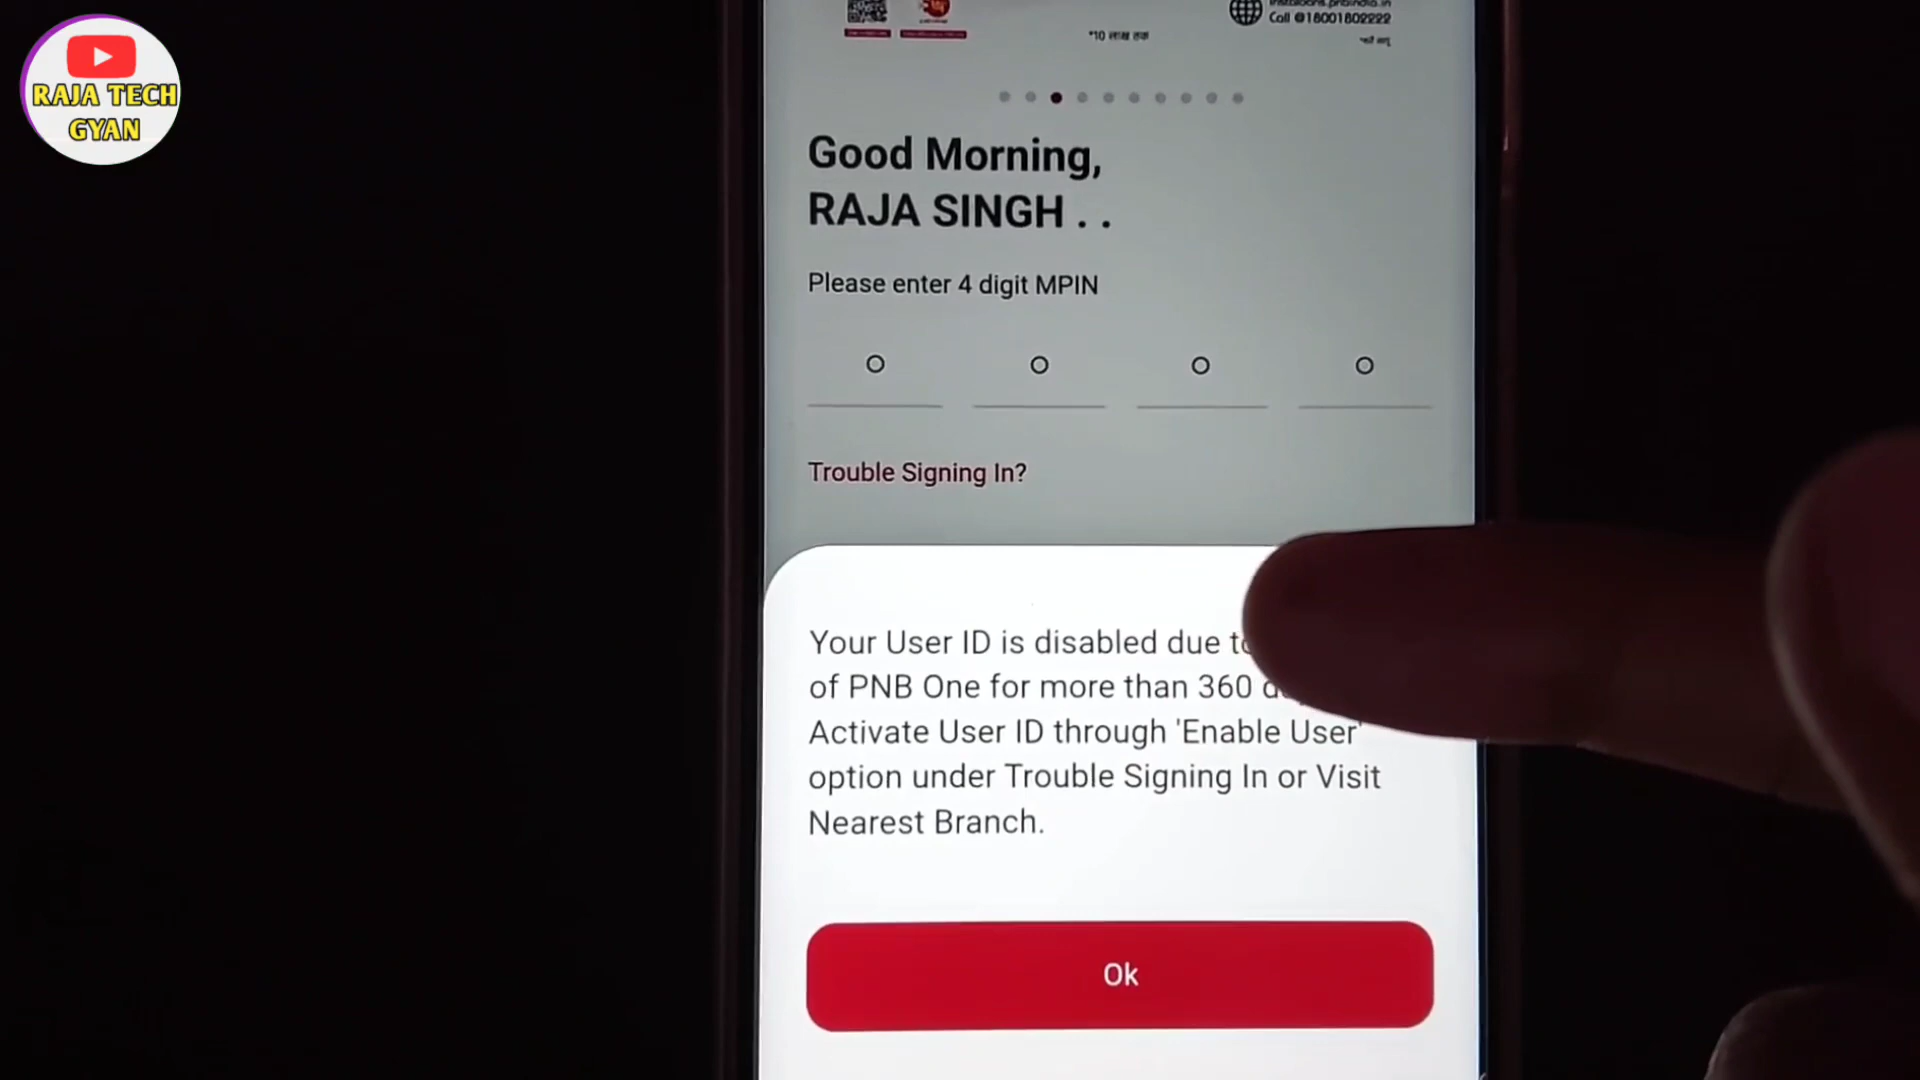 RAJA TECH
GYAN
Call @18001802222
*10 लाख तक
Good Morning,
RAJA SINGH . .
Please enter 4 digit MPIN
Trouble Signing In?
Your User ID is disabled due
of PNB One for more than 360
Activate User ID through 'Enable User'
option under Trouble Signing In or Visit
Nearest Branch.
Ok